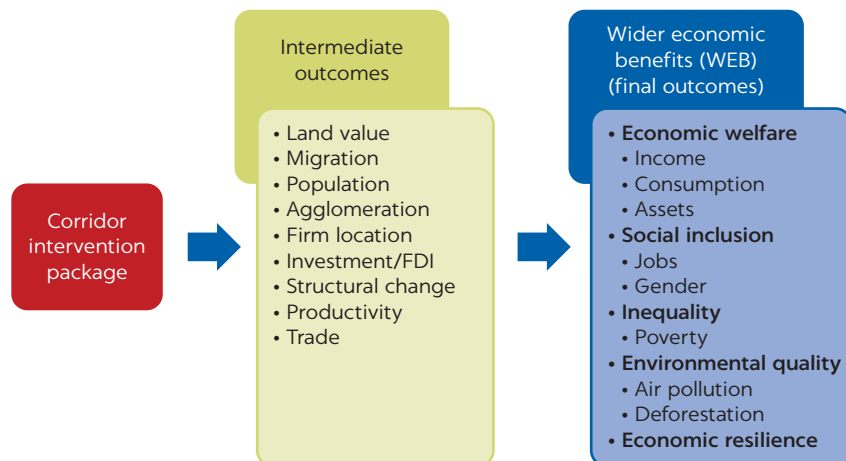 Corridor
intervention
package
Intermediate
outcomes
• Land value
• Migration
• Population
• Agglomeration
• Firm location
• Investment/FDI
• Structural change
• Productivity
• Trade
Wider economic
benefits (WEB)
(final outcomes)
• Economic welfare
• Income
• Consumption
• Assets
• Social inclusion
• Jobs
• Gender
• Inequality
• Poverty
• Environmental quality
• Air pollution
• Deforestation
• Economic resilience